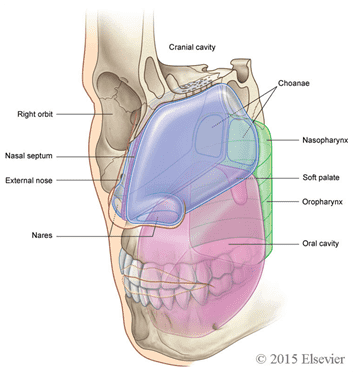 Cranial cavity
Choanae
Right orbit
Nasopharynx
Nasal septum
Soft palate
External nose
Oropharynx
Nares
Oral cavity
© 2015 Elsevier